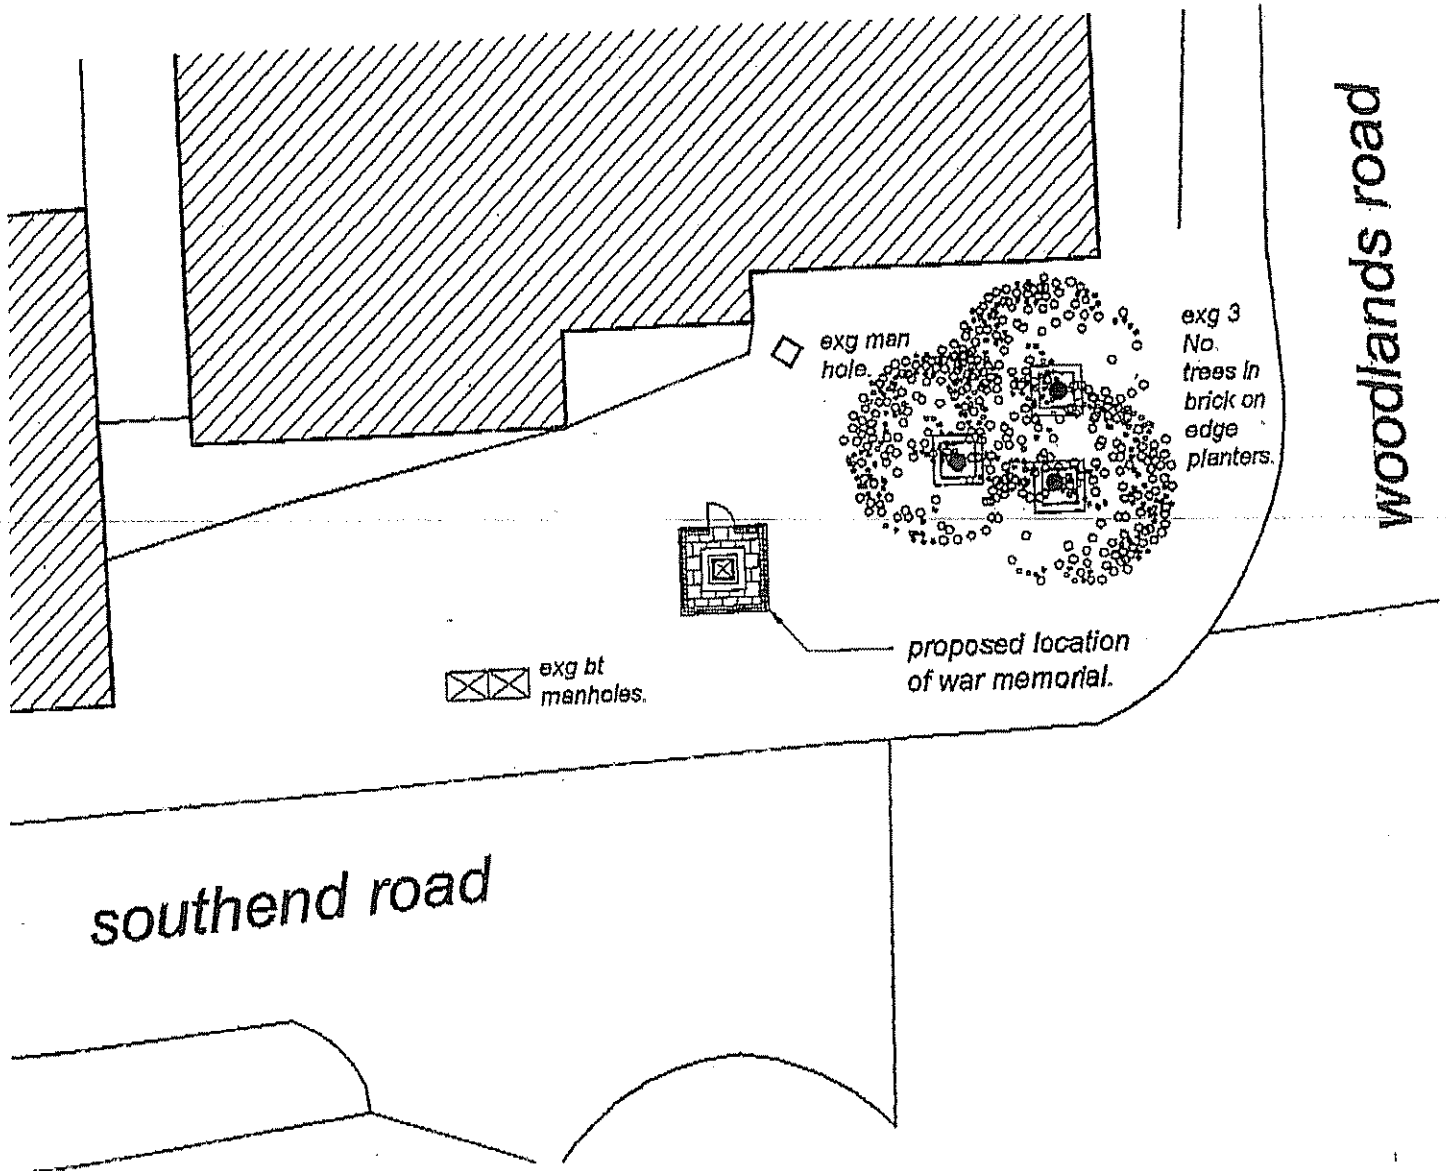 exg man
hole.
exg 3
No.
trees in
brick on
edge
planters.
woodlands road
proposed location
of war memorial.
exg bt
manholes.
southend road